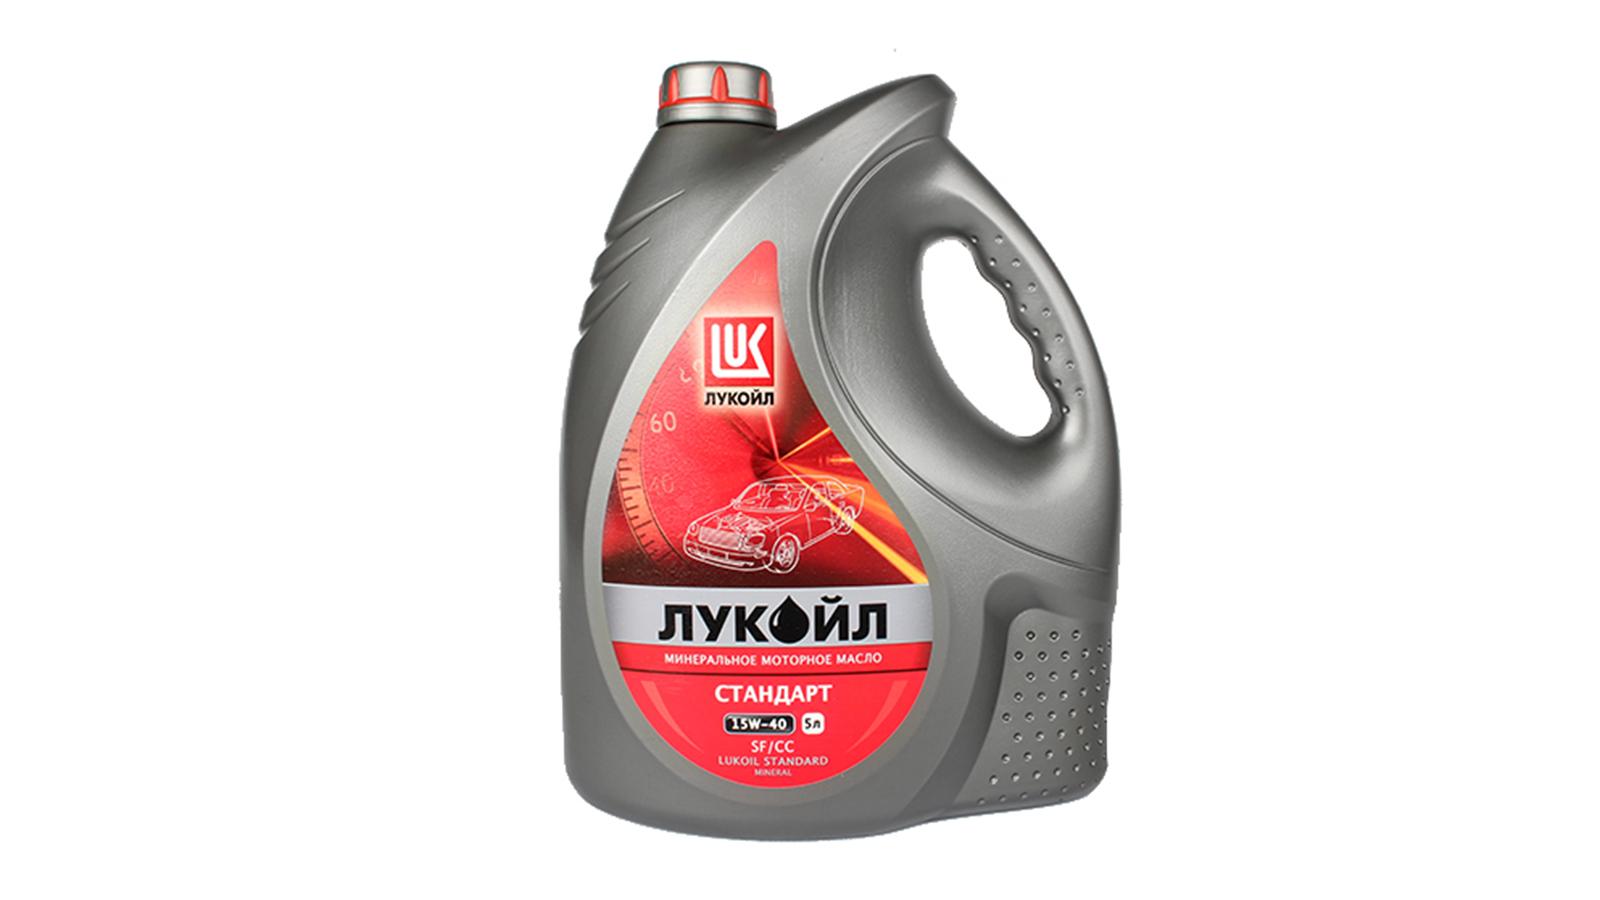 LUK
ЛУКОЙЛ
60
40
ЛУКОЙЛ
МИНЕРАЛЬНОЕ МОТОРНОЕ МАСЛО
СТАНДАРТ
15W-40 5л
SF/CC
LUKOIL STANDARD
MINERAL